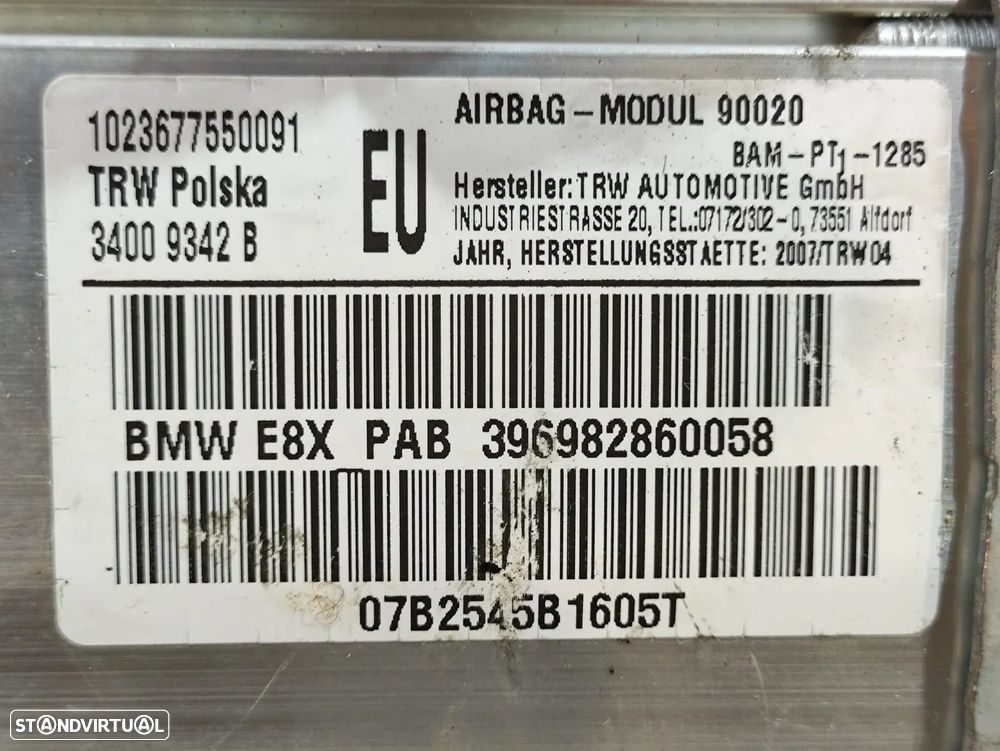 1023677550091
TRW Polska
3400 9342 B
EU
AIRBAG - MODUL 90020
BAM - PT1 - 1285
Hersteller: TRW AUTOMOTIVE GmbH
INDUSTRIESTRASSE 20, TEL.:07172/302-0, 73551 Alfdorf
JAHR, HERSTELLUNGSSTAETTE: 2007/TRW04
BMW E8X PAB 396982860058
07B2545B1605T
STANDVIRTUAL